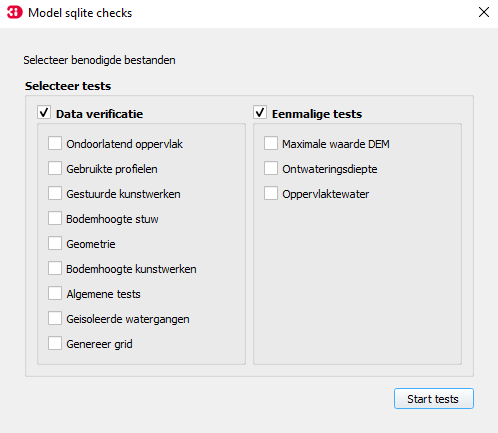 3i Model sqlite checks
Selecteer benodigde bestanden
Selecteer tests
Data verificatie
Ondoorlatend oppervlak
Gebruikte profielen
Gestuurde kunstwerken
Bodemhoogte stuw
Geometrie
Bodemhoogte kunstwerken
Algemene tests
Geisoleerde watergangen
Genereer grid
Eenmalige tests
Maximale waarde DEM
Ontwateringsdiepte
Oppervlaktewater
Start tests